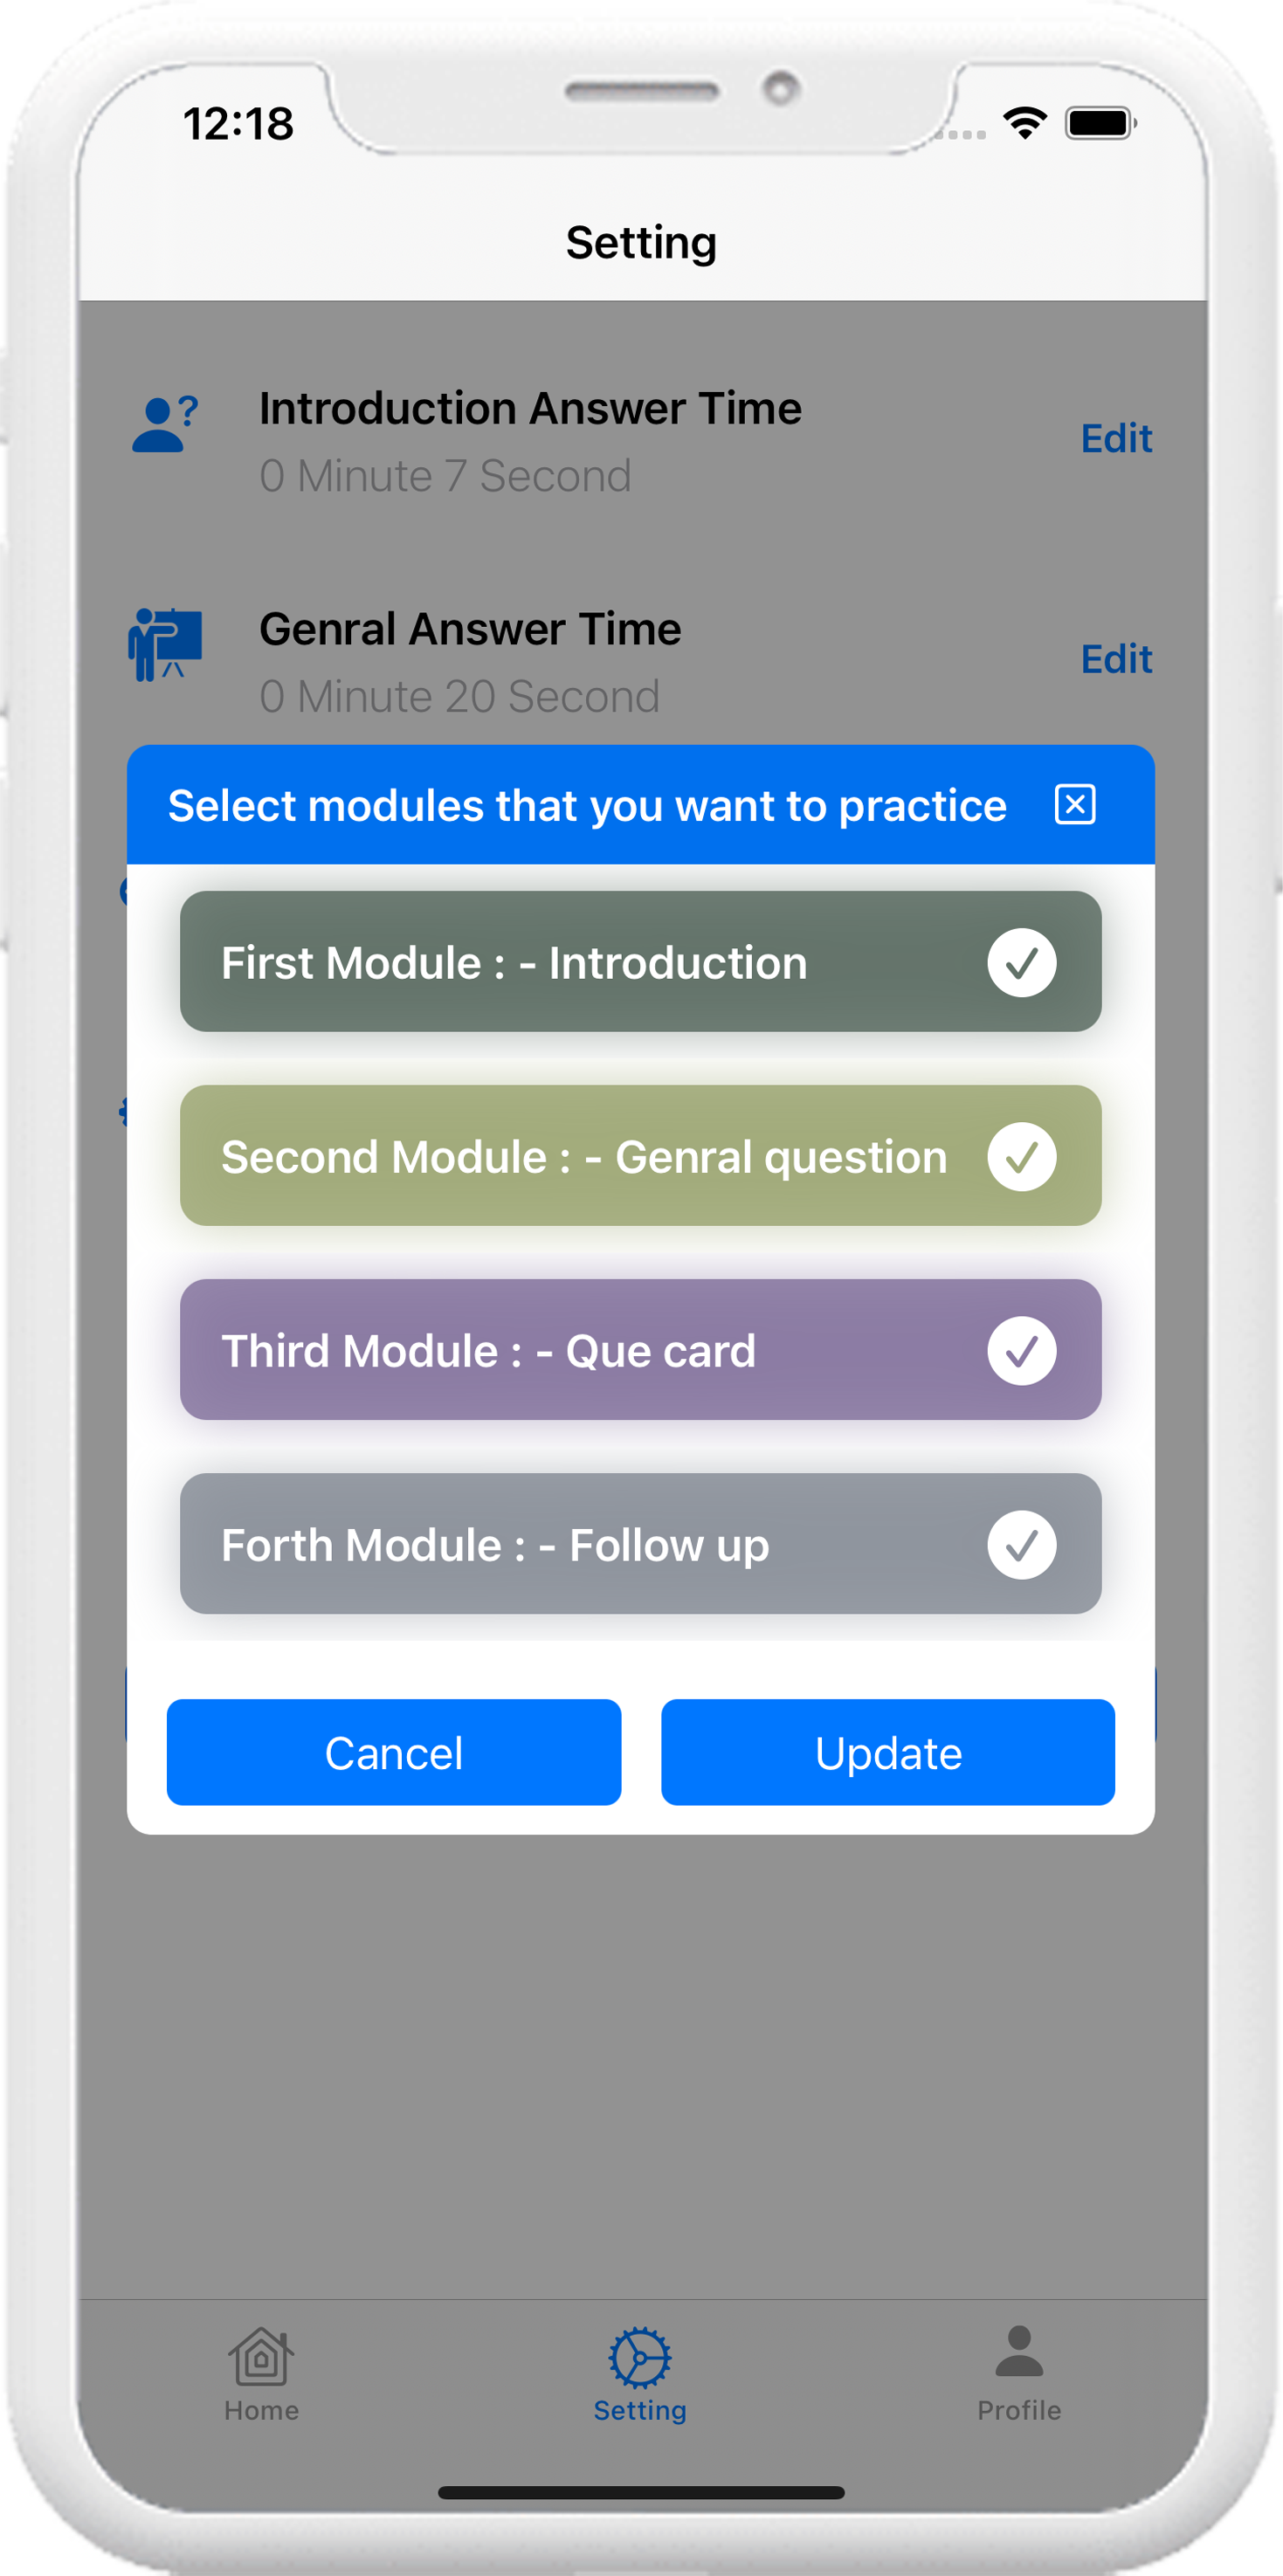 12:18
Setting
Introduction Answer Time
0 Minute 7 Second
Edit
Genral Answer Time
0 Minute 20 Second
Edit
Select modules that you want to practice
First Module : - Introduction
Second Module : - Genral question
Third Module : - Que card
Forth Module : - Follow up
Cancel
Update
Home
Setting
Profile